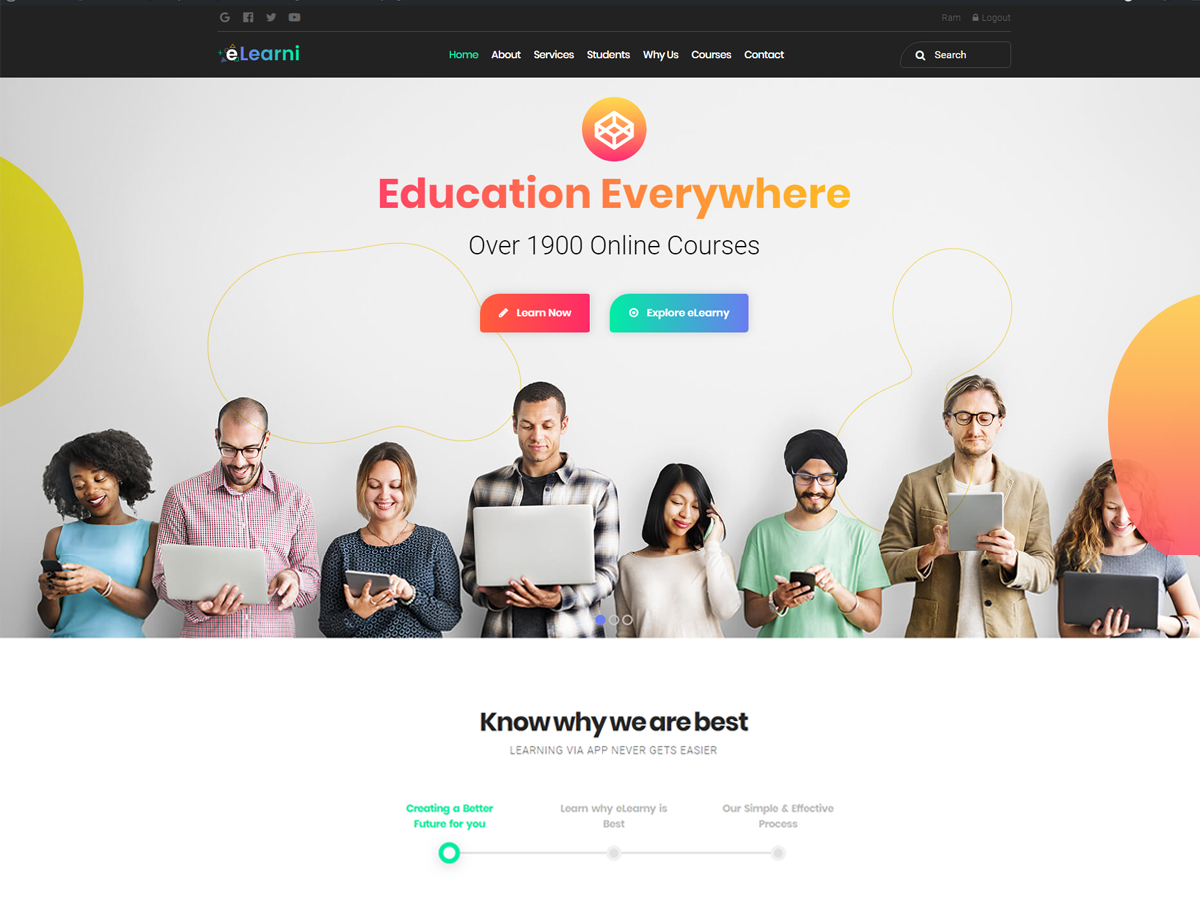 Ram Logout
eLearni
Home About Services Students Why Us Courses Contact
Search
Education Everywhere
Over 1900 Online Courses
Learn Now Explore eLearny
Know why we are best
LEARNING VIA APP NEVER GETS EASIER
Creating a Better
Future for you
Learn why eLearny is
Best
Our Simple & Effective
Process